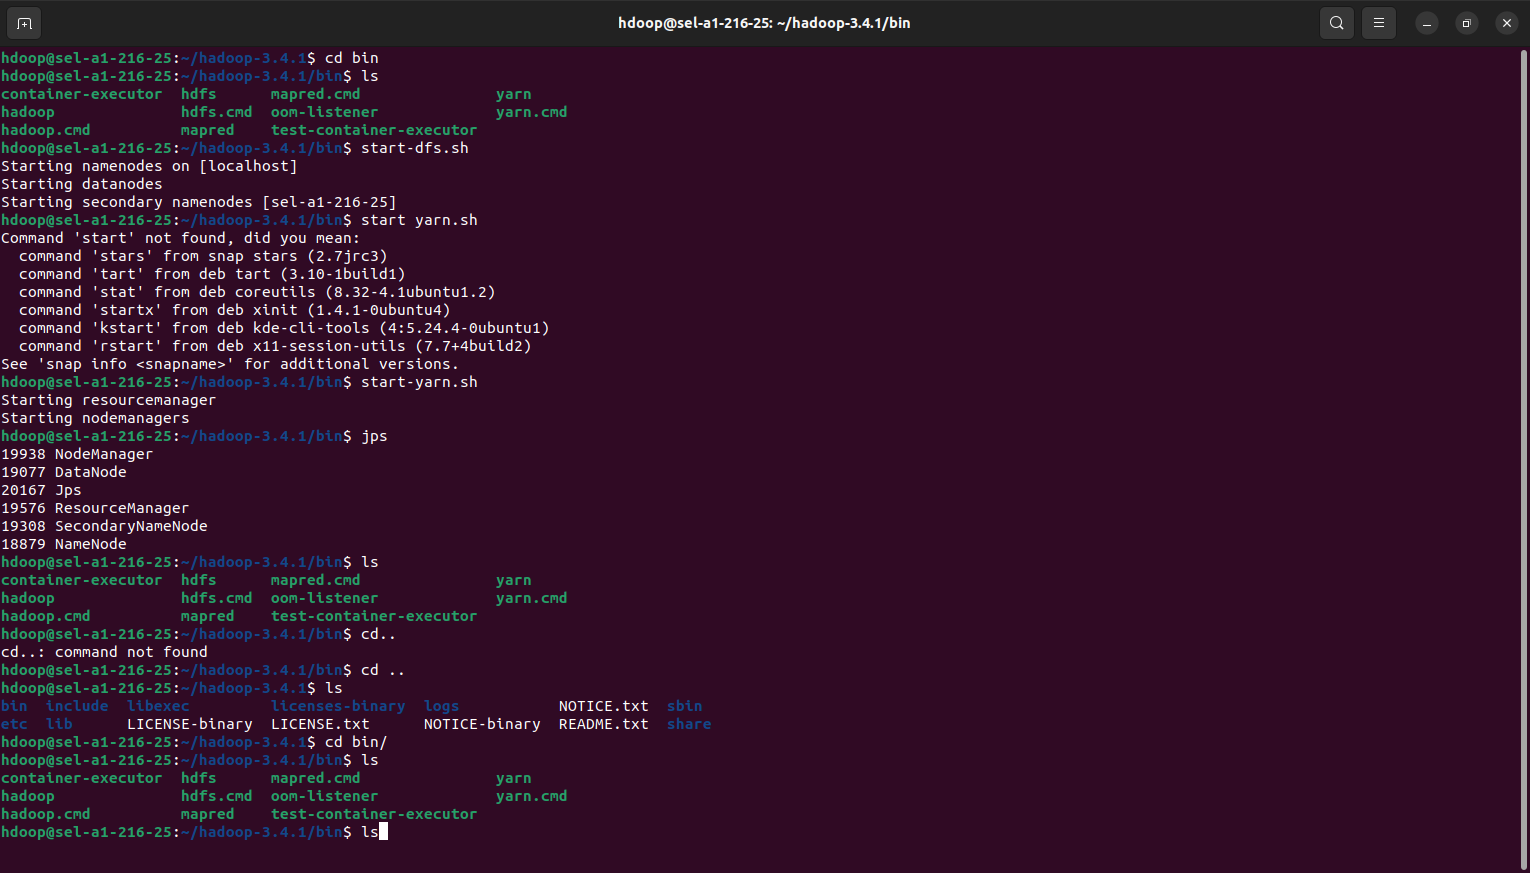 hdoop@sel-a1-216-25: ~/hadoop-3.4.1/bin
hdoop@sel-a1-216-25:~/hadoop-3.4.1$ cd bin
hdoop@sel-a1-216-25:~/hadoop-3.4.1/bin$ ls
container-executor  hdfs      mapred.cmd               yarn
hadoop              hdfs.cmd  oom-listener             yarn.cmd
hadoop.cmd          mapred    test-container-executor
hdoop@sel-a1-216-25:~/hadoop-3.4.1/bin$ start-dfs.sh
Starting namenodes on [localhost]
Starting datanodes
Starting secondary namenodes [sel-a1-216-25]
hdoop@sel-a1-216-25:~/hadoop-3.4.1/bin$ start yarn.sh
Command 'start' not found, did you mean:
  command 'stars' from snap stars (2.7jrc3)
  command 'tart' from deb tart (3.10-1build1)
  command 'stat' from deb coreutils (8.32-4.1ubuntu1.2)
  command 'startx' from deb xinit (1.4.1-0ubuntu4)
  command 'kstart' from deb kde-cli-tools (4:5.24.4-0ubuntu1)
  command 'rstart' from deb x11-session-utils (7.7+4build2)
See 'snap info <snapname>' for additional versions.
hdoop@sel-a1-216-25:~/hadoop-3.4.1/bin$ start-yarn.sh
Starting resourcemanager
Starting nodemanagers
hdoop@sel-a1-216-25:~/hadoop-3.4.1/bin$ jps
19938 NodeManager
19077 DataNode
20167 Jps
19576 ResourceManager
19308 SecondaryNameNode
18879 NameNode
hdoop@sel-a1-216-25:~/hadoop-3.4.1/bin$ ls
container-executor  hdfs      mapred.cmd               yarn
hadoop              hdfs.cmd  oom-listener             yarn.cmd
hadoop.cmd          mapred    test-container-executor
hdoop@sel-a1-216-25:~/hadoop-3.4.1/bin$ cd..
cd..: command not found
hdoop@sel-a1-216-25:~/hadoop-3.4.1/bin$ cd ..
hdoop@sel-a1-216-25:~/hadoop-3.4.1$ ls
bin  include  libexec         licenses-binary  logs           NOTICE.txt  sbin
etc  lib      LICENSE-binary  LICENSE.txt      NOTICE-binary  README.txt  share
hdoop@sel-a1-216-25:~/hadoop-3.4.1$ cd bin/
hdoop@sel-a1-216-25:~/hadoop-3.4.1/bin$ ls
container-executor  hdfs      mapred.cmd               yarn
hadoop              hdfs.cmd  oom-listener             yarn.cmd
hadoop.cmd          mapred    test-container-executor
hdoop@sel-a1-216-25:~/hadoop-3.4.1/bin$ ls